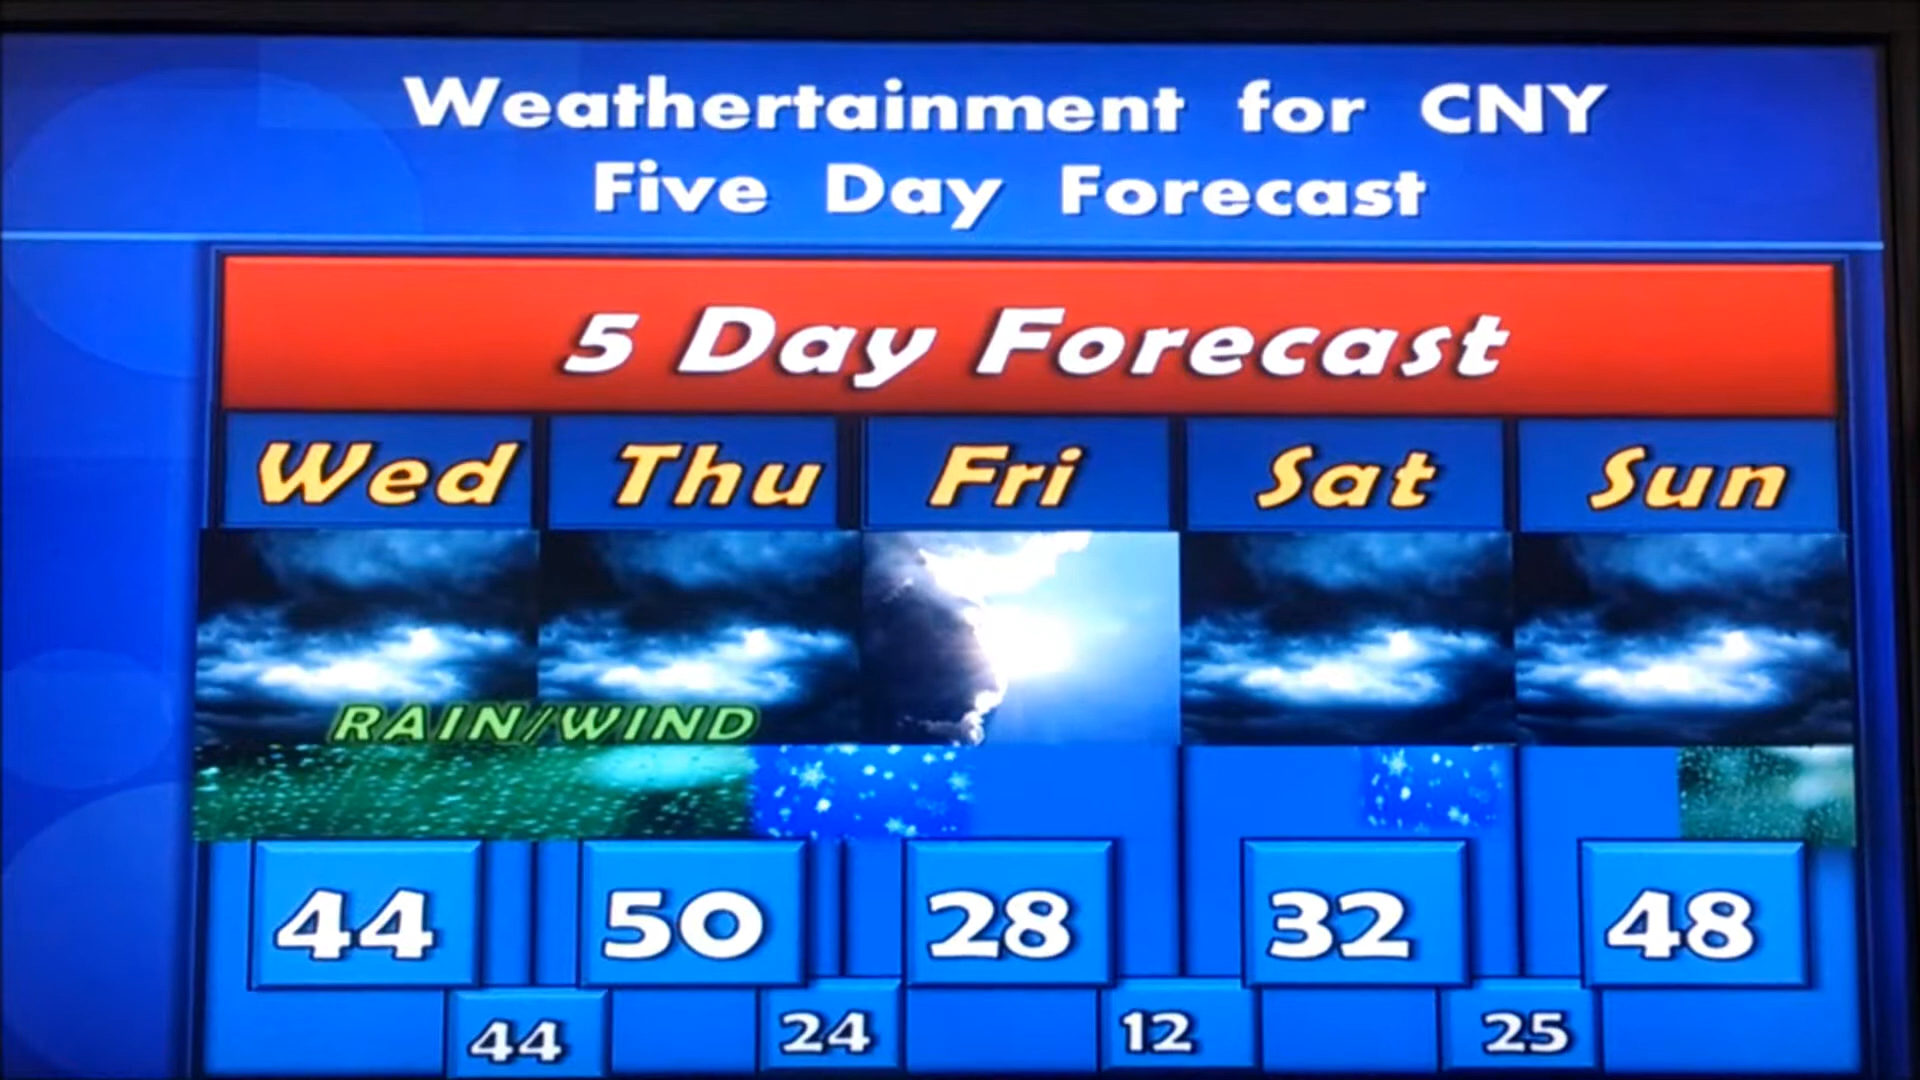 Weathertainment for CNY
Five Day Forecast
5 Day Forecast
Wed Thu Fri Sat Sun
RAIN/WIND
44 50 28 32 48
44 24 12 25